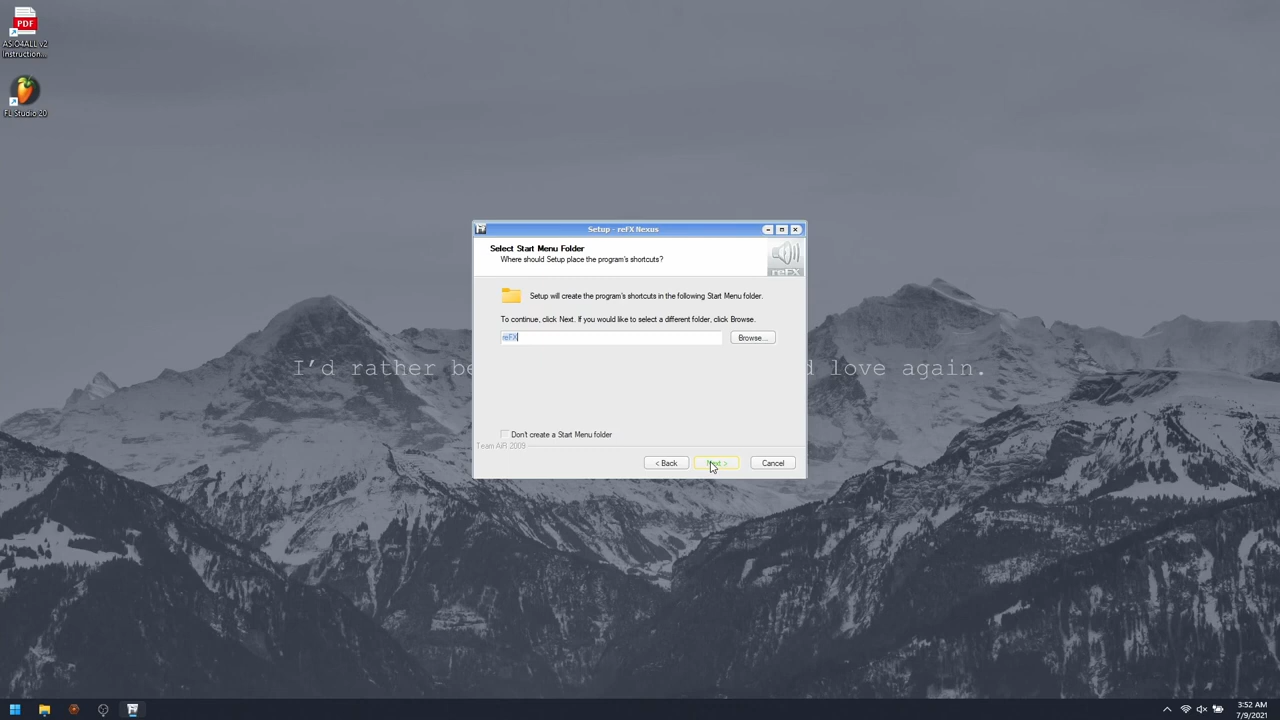 ASIO4ALL v2
Instruction...
FL Studio 20
Setup - reFX Nexus
Select Start Menu Folder
Where should Setup place the program's shortcuts?
reFX
Setup will create the program's shortcuts in the following Start Menu folder.
To continue, click Next. If you would like to select a different folder, click Browse.
reFX
Browse...
I'd rather be
d love again.
Don't create a Start Menu folder
Team AiR 2009
< Back
Next >
Cancel
3:52 AM
7/9/2021
PDF